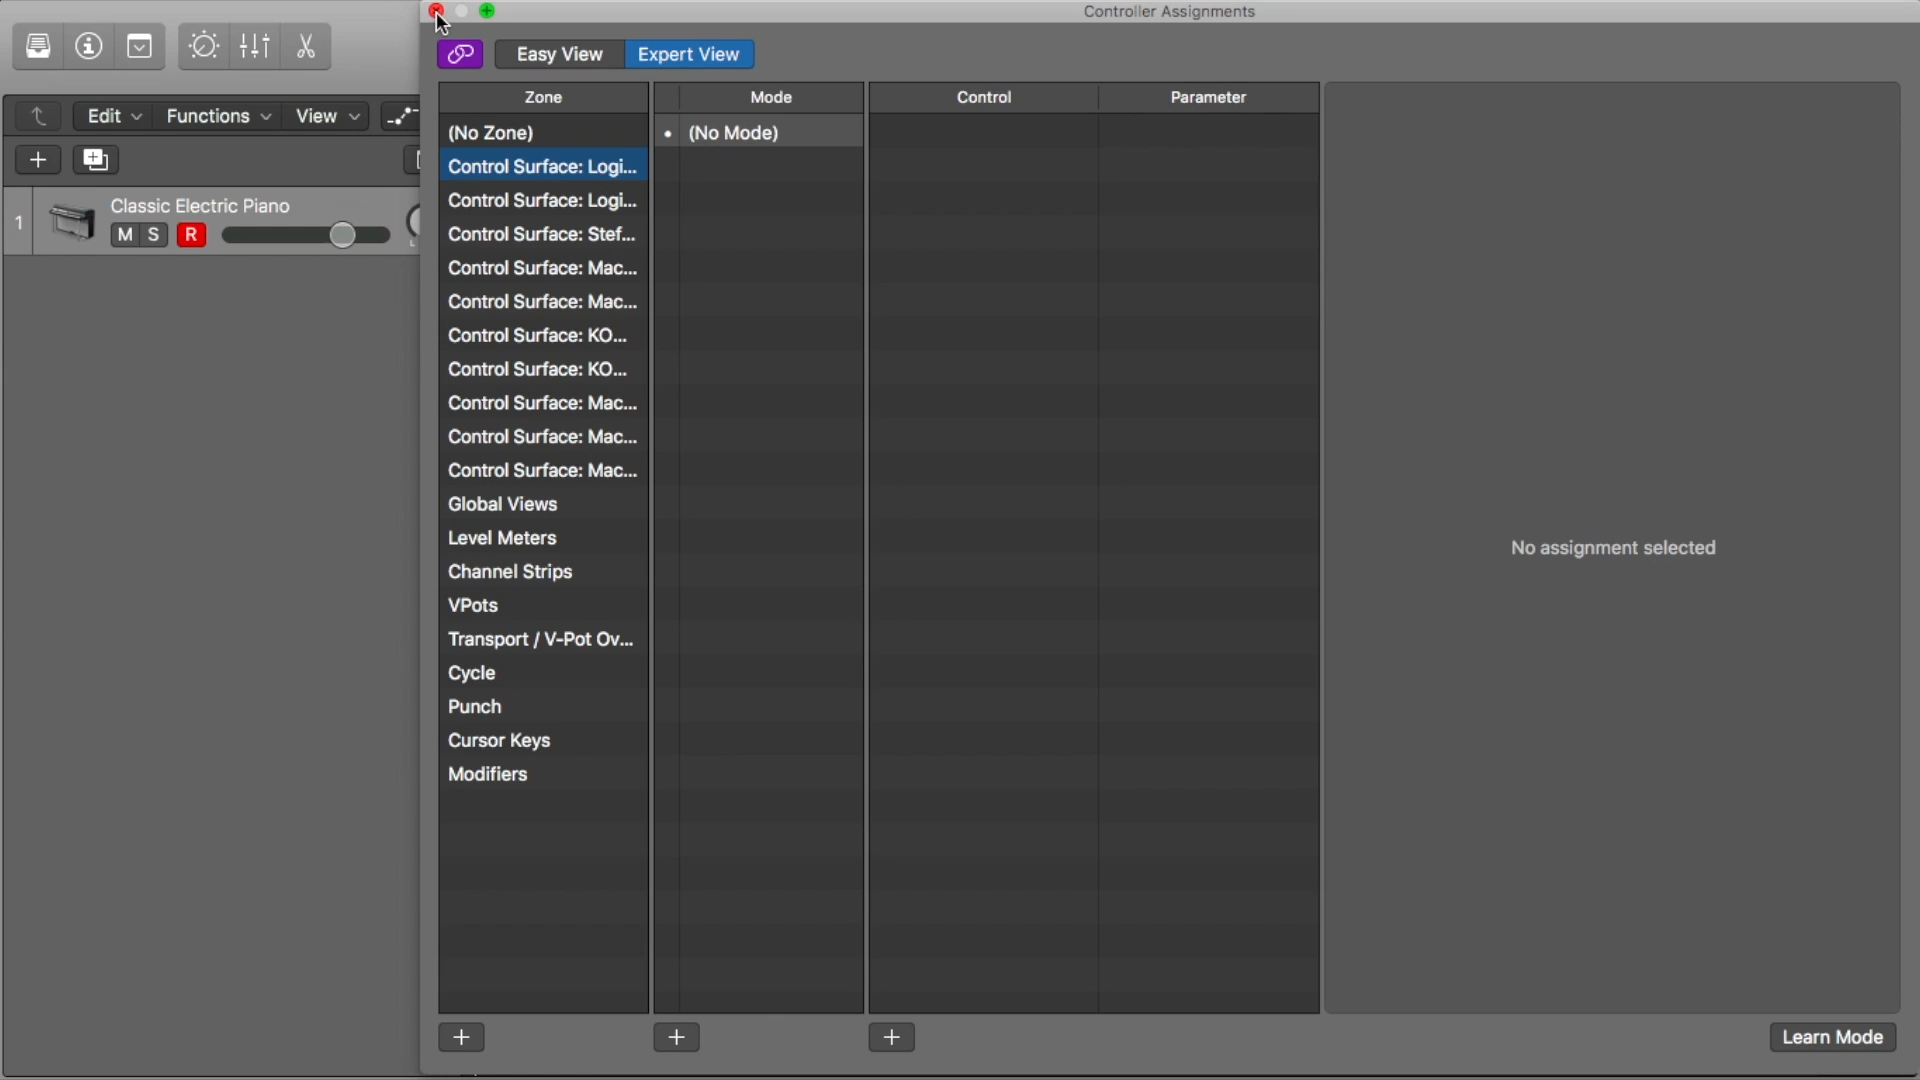 Controller Assignments
Easy View
Expert View
Edit
Functions
View
1
Classic Electric Piano
M
S
R
L
Zone
Mode
Control
Parameter
(No Zone)
• (No Mode)
Control Surface: Logi...
Control Surface: Logi...
Control Surface: Stef...
Control Surface: Mac...
Control Surface: Mac...
Control Surface: KO...
Control Surface: KO...
Control Surface: Mac...
Control Surface: Mac...
Control Surface: Mac...
Global Views
Level Meters
Channel Strips
VPots
Transport / V-Pot Ov...
Cycle
Punch
Cursor Keys
Modifiers
No assignment selected
Learn Mode